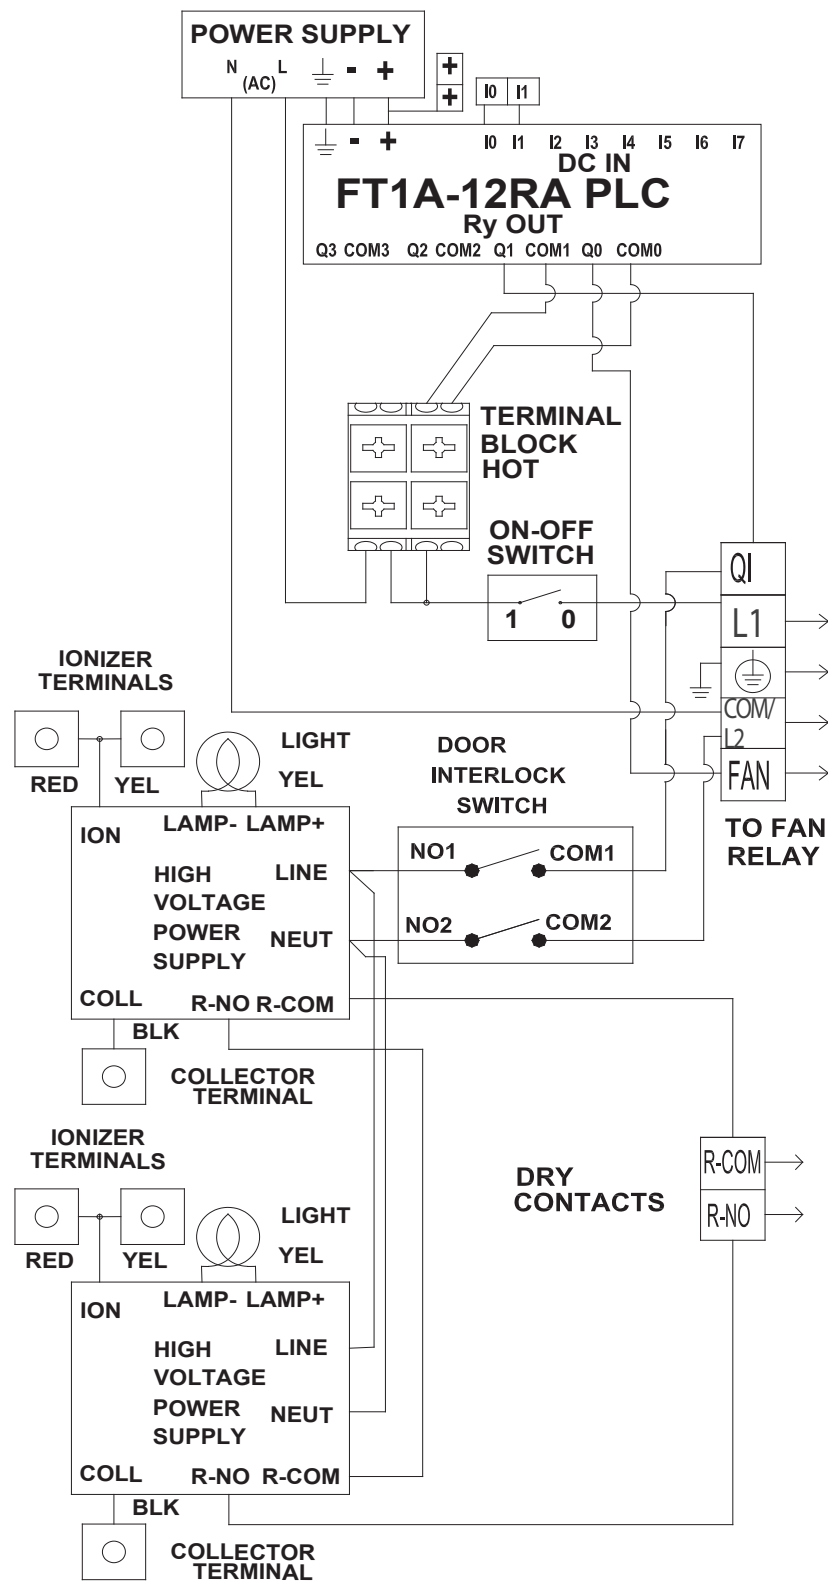 POWER SUPPLY
N L - +
(AC)
+
+
I0 I1
- +
I0 I1 I2 I3 I4 I5 I6 I7
DC IN
FT1A-12RA PLC
Ry OUT
Q3 COM3 Q2 COM2 Q1 COM1 Q0 COM0
TERMINAL
BLOCK
HOT
ON-OFF
SWITCH
1 0
QI
L1
COM/
L2
FAN
TO FAN
RELAY
IONIZER
TERMINALS
RED YEL
LIGHT
YEL
DOOR
INTERLOCK
SWITCH
LAMP- LAMP+
ION
HIGH
VOLTAGE
POWER
SUPPLY
LINE
NEUT
NO1 COM1
NO2 COM2
COLL R-NO R-COM
BLK
COLLECTOR
TERMINAL
IONIZER
TERMINALS
RED YEL
LIGHT
YEL
DRY
CONTACTS
R-COM
R-NO
LAMP- LAMP+
ION
HIGH
VOLTAGE
POWER
SUPPLY
LINE
NEUT
COLL R-NO R-COM
BLK
COLLECTOR
TERMINAL